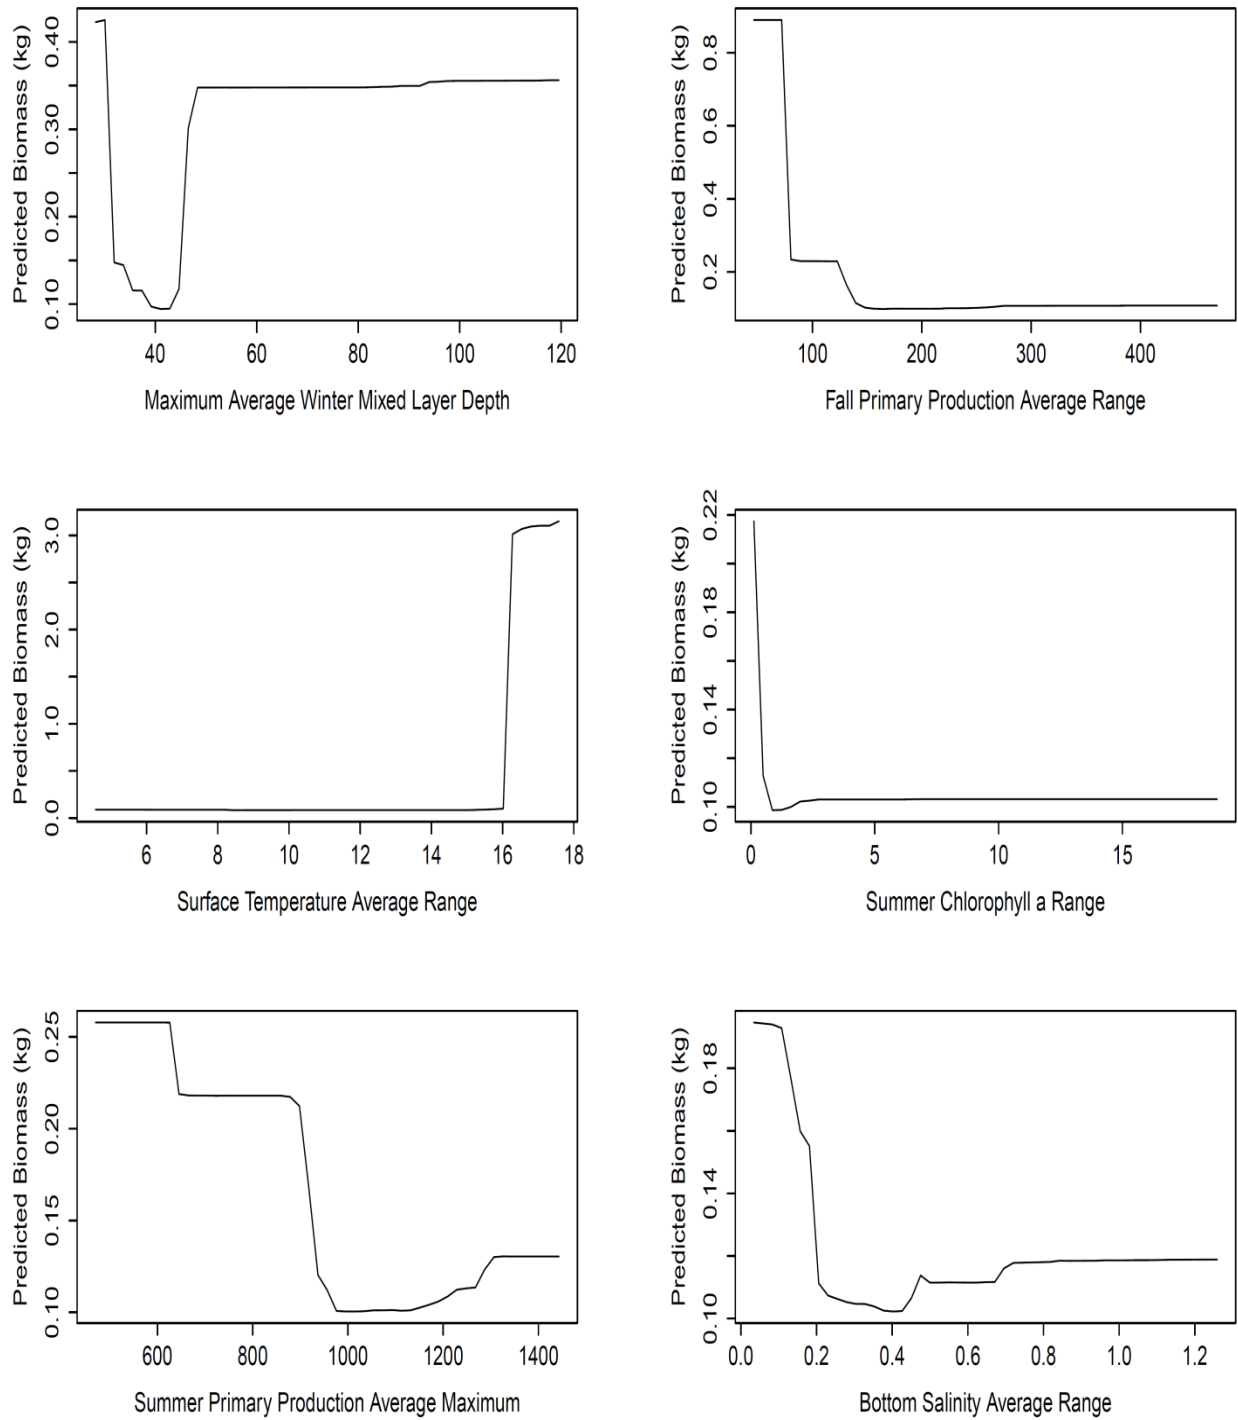 Predicted Biomass (kg)
0.10 0.20 0.30 0.40
40 60 80 100 120
Maximum Average Winter Mixed Layer Depth
Predicted Biomass (kg)
0.2 0.4 0.6 0.8
100 200 300 400
Fall Primary Production Average Range
Predicted Biomass (kg)
0.0 1.0 2.0 3.0
6 8 10 12 14 16 18
Surface Temperature Average Range
Predicted Biomass (kg)
0.10 0.14 0.18 0.22
0 5 10 15
Summer Chlorophyll a Range
Predicted Biomass (kg)
0.10 0.15 0.20 0.25
600 800 1000 1200 1400
Summer Primary Production Average Maximum
Predicted Biomass (kg)
0.10 0.14 0.18
0.0 0.2 0.4 0.6 0.8 1.0 1.2
Bottom Salinity Average Range